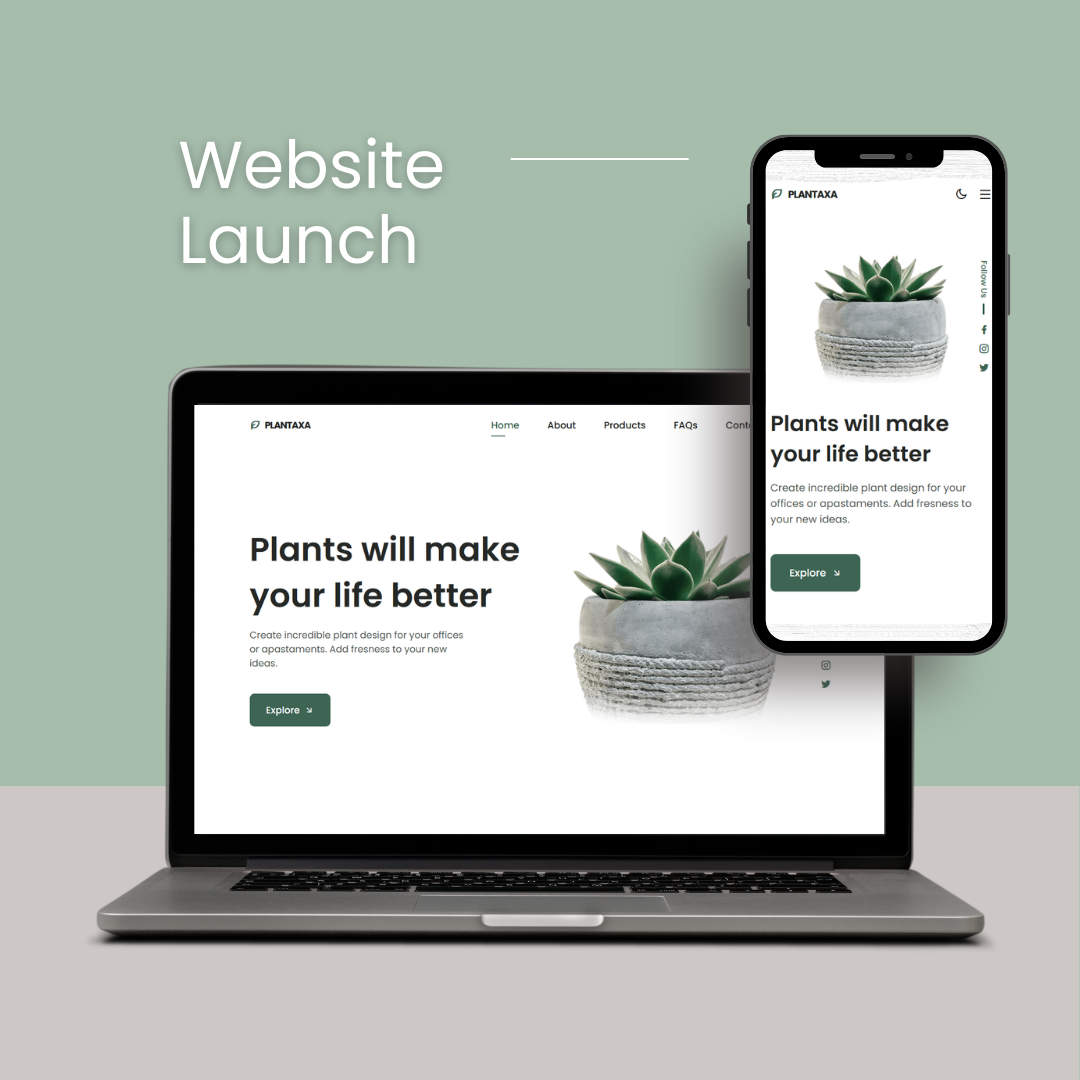 Website
Launch
PLANTAXA
Home About Products FAQs
Plants will make
your life better
Create incredible plant design for your offices
or apastaments. Add fresness to your new
ideas.
Explore
PLANTAXA
Follow Us
Plants will make
your life better
Create incredible plant design for your
offices or apastaments. Add fresness to
your new ideas.
Explore